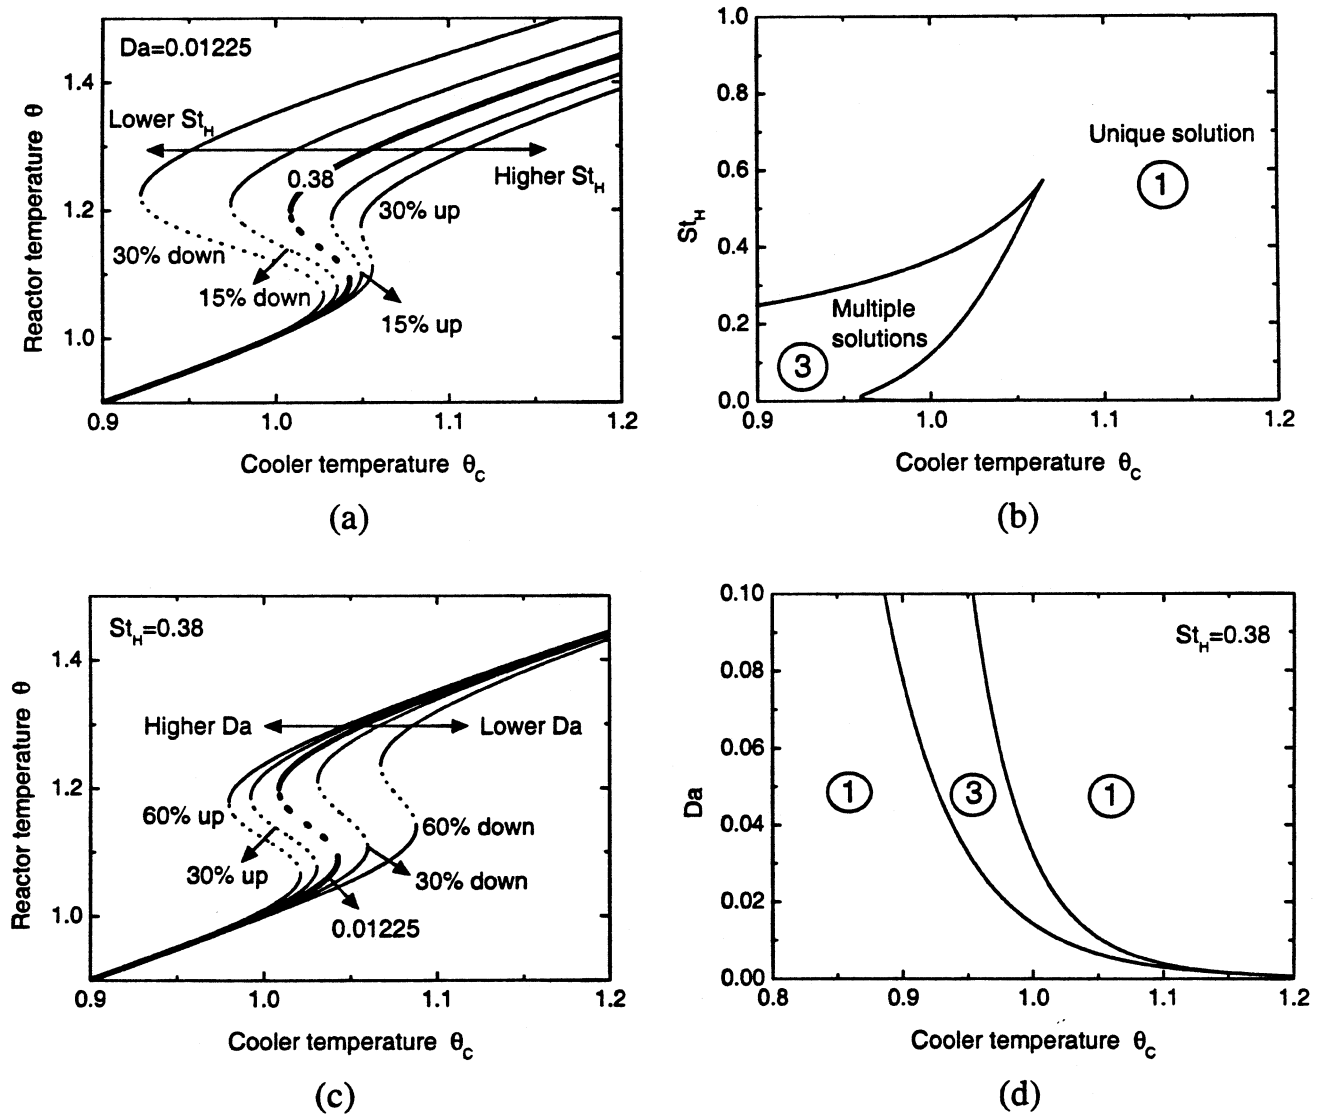 Da=0.01225
1.4
1.2
1.0
Reactor temperature θ
Lower St_H
Higher St_H
0.38
30% up
30% down
15% down
15% up
0.9 1.0 1.1 1.2
Cooler temperature θ_C
(a)
1.0
0.8
0.6
0.4
0.2
0.0
St_H
Unique solution
1
Multiple
solutions
3
0.9 1.0 1.1 1.2
Cooler temperature θ_C
(b)
St_H=0.38
1.4
1.2
1.0
Reactor temperature θ
Higher Da
Lower Da
60% up
60% down
30% up
30% down
0.01225
0.9 1.0 1.1 1.2
Cooler temperature θ_C
(c)
0.10
0.08
0.06
0.04
0.02
0.00
Da
St_H=0.38
1 3 1
0.8 0.9 1.0 1.1 1.2
Cooler temperature θ_C
(d)